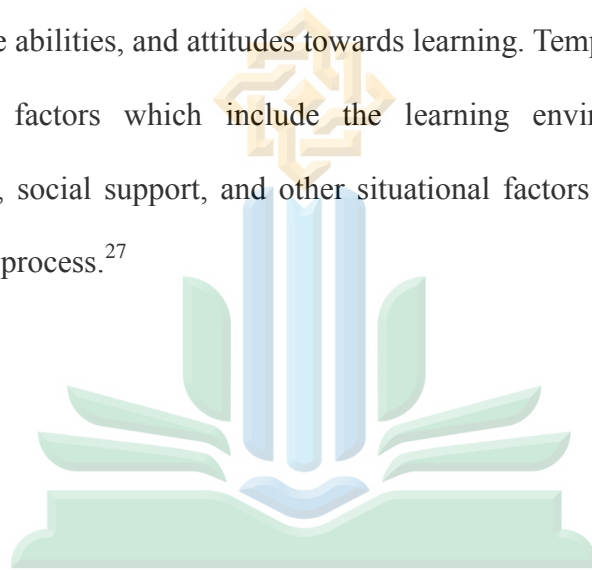 e abilities, and attitudes towards learning. Temp
factors which include the learning envir
, social support, and other situational factors
process.²⁷